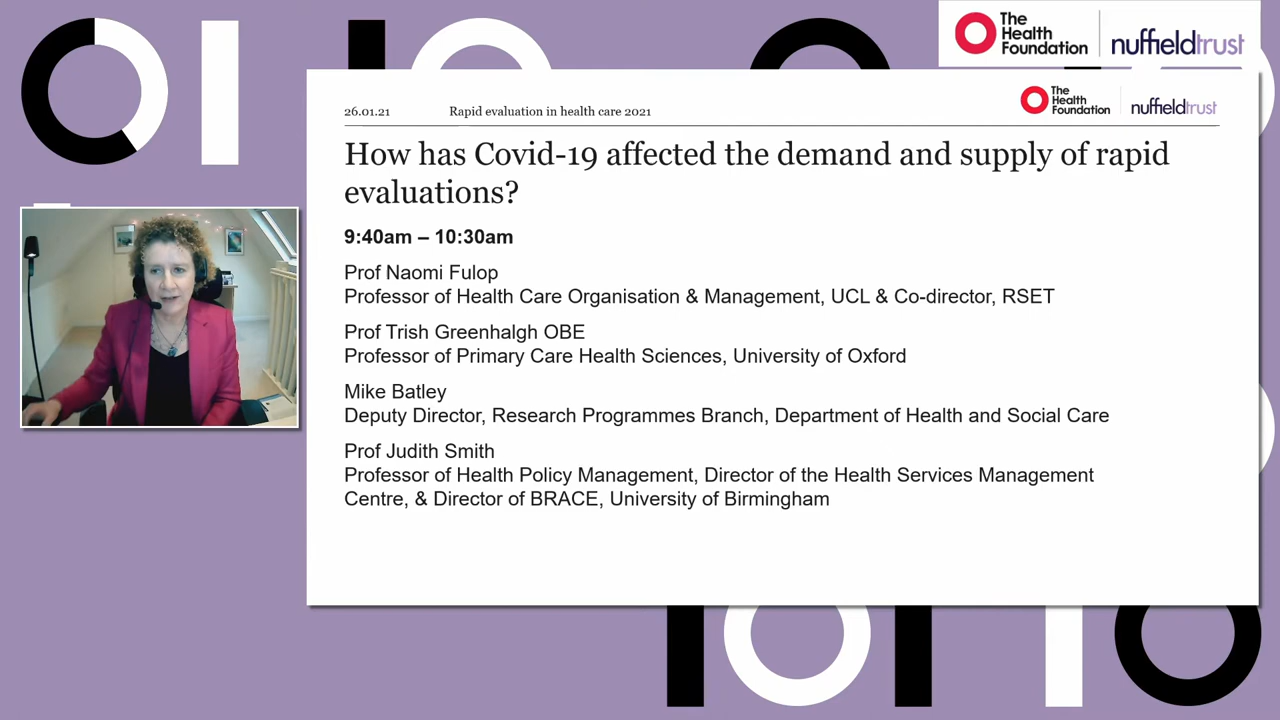 The
Health
Foundation
nuffieldtrust
26.01.21 Rapid evaluation in health care 2021
The
Health
Foundation
nuffieldtrust
How has Covid-19 affected the demand and supply of rapid
evaluations?
9:40am – 10:30am
Prof Naomi Fulop
Professor of Health Care Organisation & Management, UCL & Co-director, RSET
Prof Trish Greenhalgh OBE
Professor of Primary Care Health Sciences, University of Oxford
Mike Batley
Deputy Director, Research Programmes Branch, Department of Health and Social Care
Prof Judith Smith
Professor of Health Policy Management, Director of the Health Services Management
Centre, & Director of BRACE, University of Birmingham